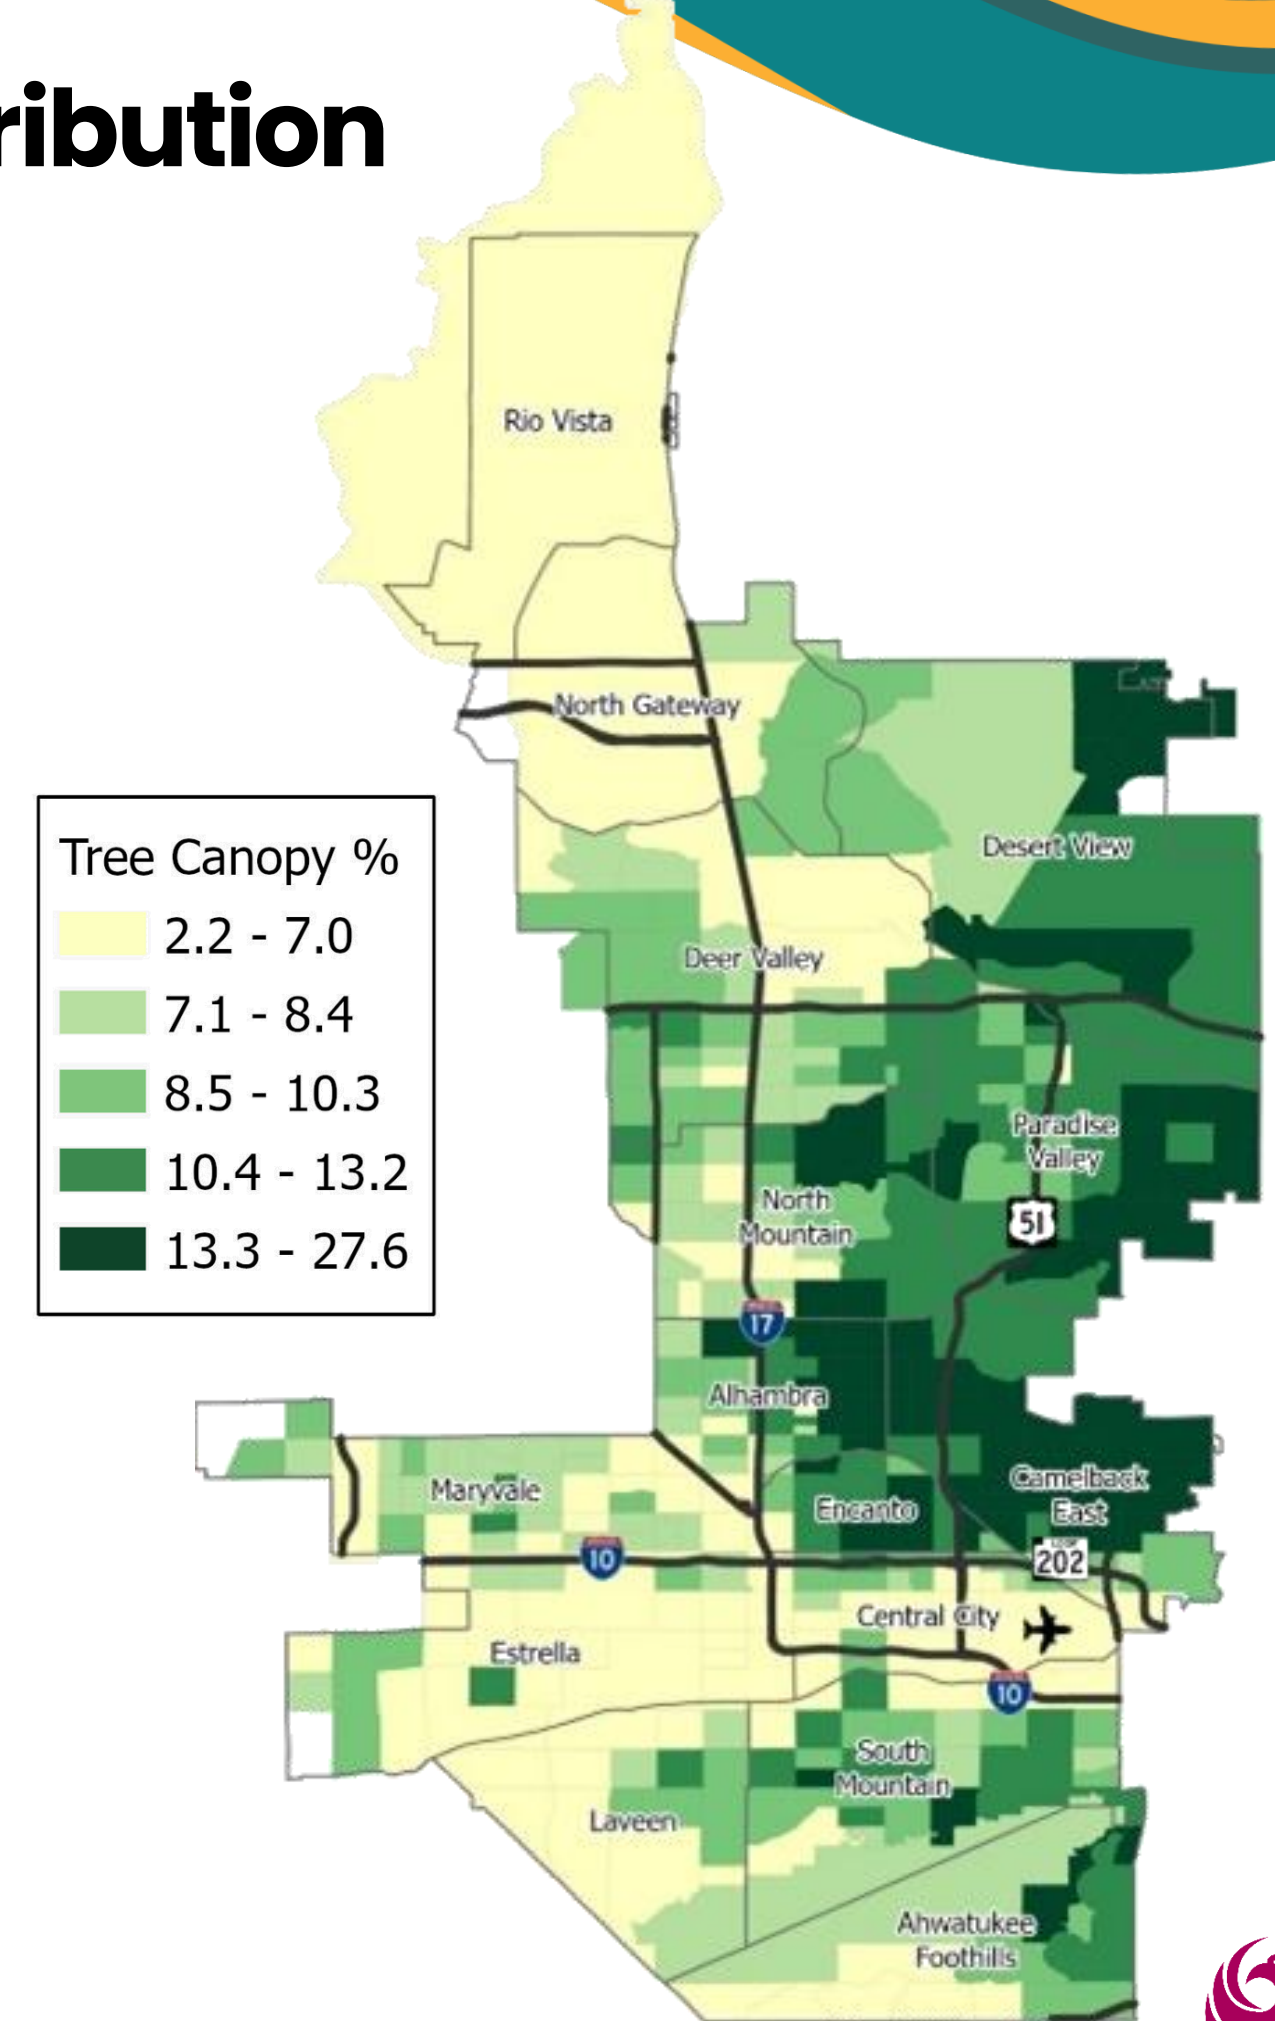 ribution
Rio Vista
North Gateway
Tree Canopy %
2.2 - 7.0
7.1 - 8.4
8.5 - 10.3
10.4 - 13.2
13.3 - 27.6
Desert View
Deer Valley
Paradise
Valley
North
Mountain
51
17
Alhambra
Maryvale
Camelback
East
Encanto
10
202
Central City
Estrella
10
South
Mountain
Laveen
Ahwatukee
Foothills